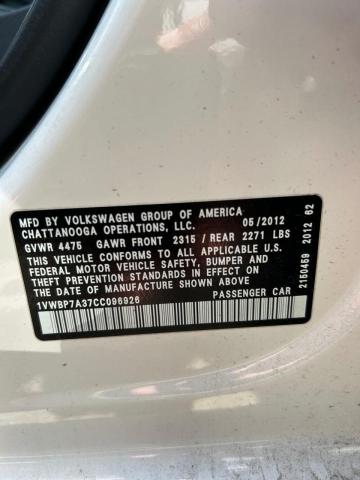 MFD BY VOLKSWAGEN GROUP OF AMERICA
CHATTANOOGA OPERATIONS, LLC. 05/2012
GVWR 4475 GAWR FRONT 2315 / REAR 2271 LBS
THIS VEHICLE CONFORMS TO ALL APPLICABLE U.S.
FEDERAL MOTOR VEHICLE SAFETY, BUMPER AND
THEFT PREVENTION STANDARDS IN EFFECT ON
THE DATE OF MANUFACTURE SHOWN ABOVE.
1VWBP7A37CC096926 PASSENGER CAR
2150459 2012 62